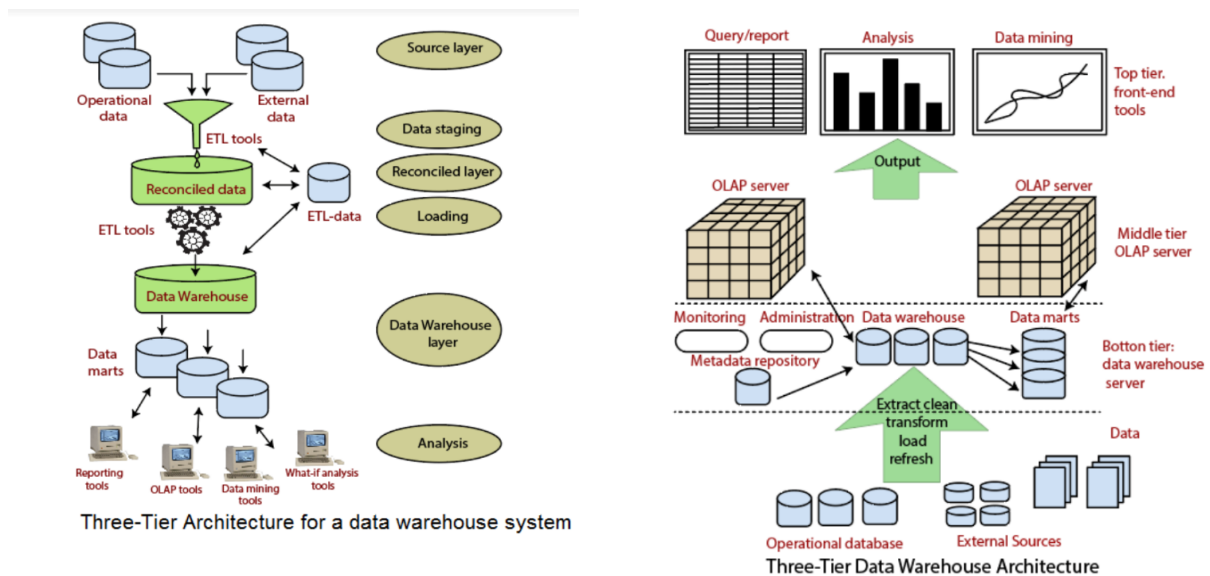 Operational
data
External
data
ETL tools
Reconciled data
ETL-data
ETL tools
Data Warehouse
Data
marts
Reporting
tools
OLAP tools
Data mining
tools
What-if analysis
tools
Source layer
Data staging
Reconciled layer
Loading
Data Warehouse
layer
Analysis
Three-Tier Architecture for a data warehouse system
Query/report
Analysis
Data mining
Top tier.
front-end
tools
Output
OLAP server
OLAP server
Middle tier
OLAP server
Monitoring
Administration
Data warehouse
Data marts
Metadata repository
Botton tier:
data warehouse
server
Extract clean
transform
load
refresh
Data
Operational database
External Sources
Three-Tier Data Warehouse Architecture